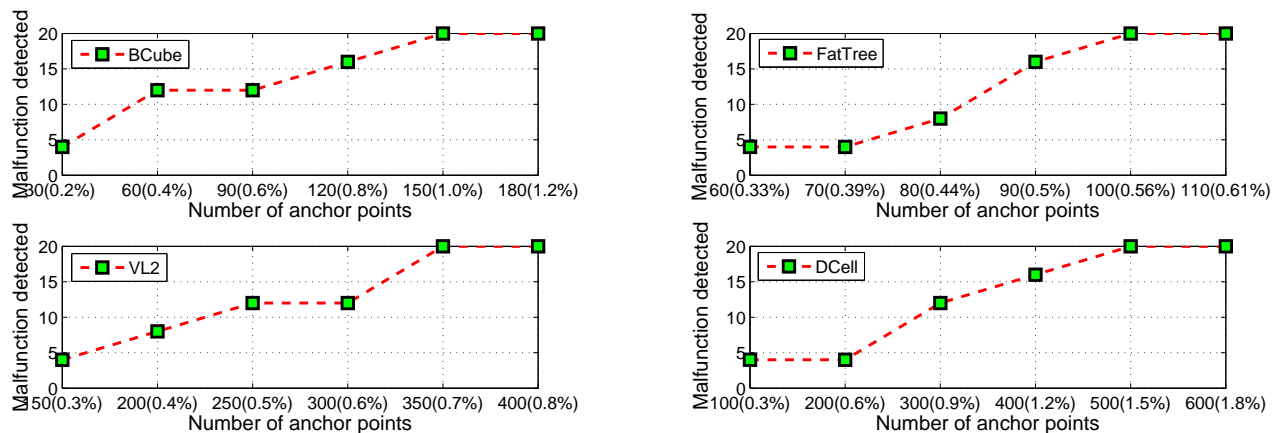 20
15
10
5
0
Malfunction detected
BCube
30(0.2%) 60(0.4%) 90(0.6%) 120(0.8%) 150(1.0%) 180(1.2%)
Number of anchor points
20
15
10
5
0
Malfunction detected
FatTree
60(0.33%) 70(0.39%) 80(0.44%) 90(0.5%) 100(0.56%) 110(0.61%)
Number of anchor points
20
15
10
5
0
Malfunction detected
VL2
150(0.3%) 200(0.4%) 250(0.5%) 300(0.6%) 350(0.7%) 400(0.8%)
Number of anchor points
20
15
10
5
0
Malfunction detected
DCell
100(0.3%) 200(0.6%) 300(0.9%) 400(1.2%) 500(1.5%) 600(1.8%)
Number of anchor points